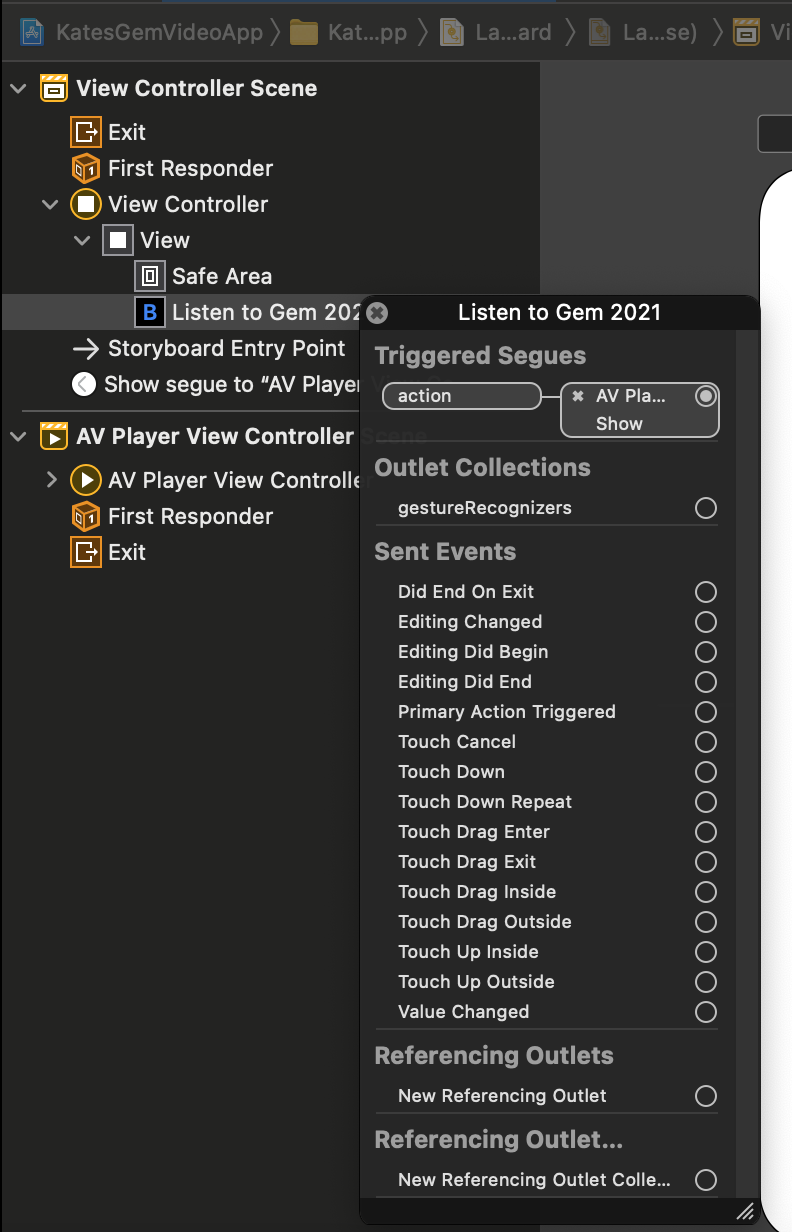 KatesGemVideoApp
Kat...pp
La...ard
La...se)
Vi
View Controller Scene
Exit
First Responder
View Controller
View
Safe Area
B Listen to Gem 202
Storyboard Entry Point
Show segue to “AV Player
AV Player View Controller Scene
AV Player View Controlle
First Responder
Exit
Listen to Gem 2021
Triggered Segues
action
AV Pla...
Show
Outlet Collections
gestureRecognizers
Sent Events
Did End On Exit
Editing Changed
Editing Did Begin
Editing Did End
Primary Action Triggered
Touch Cancel
Touch Down
Touch Down Repeat
Touch Drag Enter
Touch Drag Exit
Touch Drag Inside
Touch Drag Outside
Touch Up Inside
Touch Up Outside
Value Changed
Referencing Outlets
New Referencing Outlet
Referencing Outlet...
New Referencing Outlet Colle...